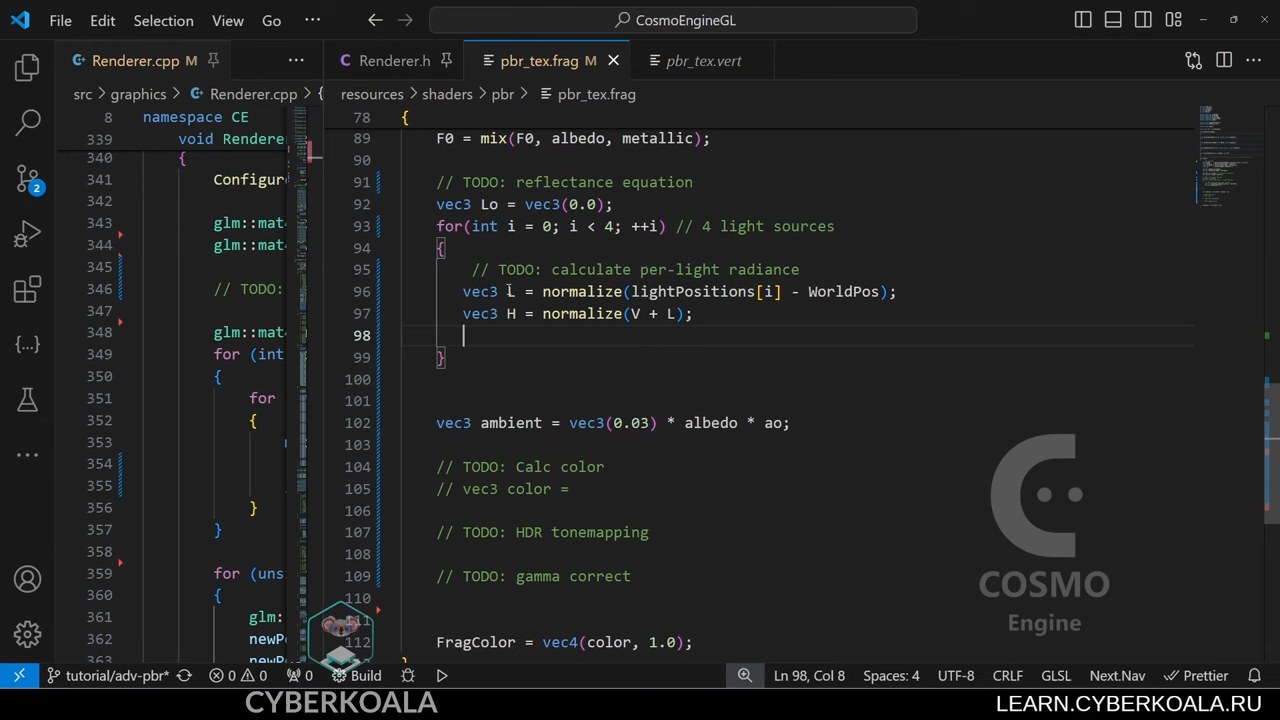 File Edit Selection View Go ··· CosmoEngineGL
Renderer.cpp M ··· Renderer.h pbr_tex.frag M pbr_tex.vert ···
src > graphics > Renderer.cpp > { resources > shaders > pbr > pbr_tex.frag
8 namespace CE
339 void Rendere
340 {
341 Configur
342
343 glm::mat
344 glm::mat
345
346 // TODO:
347
348 glm::mat
349 for (int
350 {
351 for
352 {
353
354
355
356 }
357 }
358
359 for (uns
360 {
361 glm::
362 newPo
363 newPo
78 {
89 F0 = mix(F0, albedo, metallic);
90
91 // TODO: reflectance equation
92 vec3 Lo = vec3(0.0);
93 for(int i = 0; i < 4; ++i) // 4 light sources
94 {
95 // TODO: calculate per-light radiance
96 vec3 L = normalize(lightPositions[i] - WorldPos);
97 vec3 H = normalize(V + L);
98
99 }
100
101
102 vec3 ambient = vec3(0.03) * albedo * ao;
103
104 // TODO: Calc color
105 // vec3 color =
106
107 // TODO: HDR tonemapping
108
109 // TODO: gamma correct
110
111
112 FragColor = vec4(color, 1.0);
COSMO
Engine
2
tutorial/adv-pbr* 0 0 0 Build Ln 98, Col 8 Spaces: 4 UTF-8 CRLF GLSL Next.Nav Prettier
CYBERKOALA LEARN.CYBERKOALA.RU